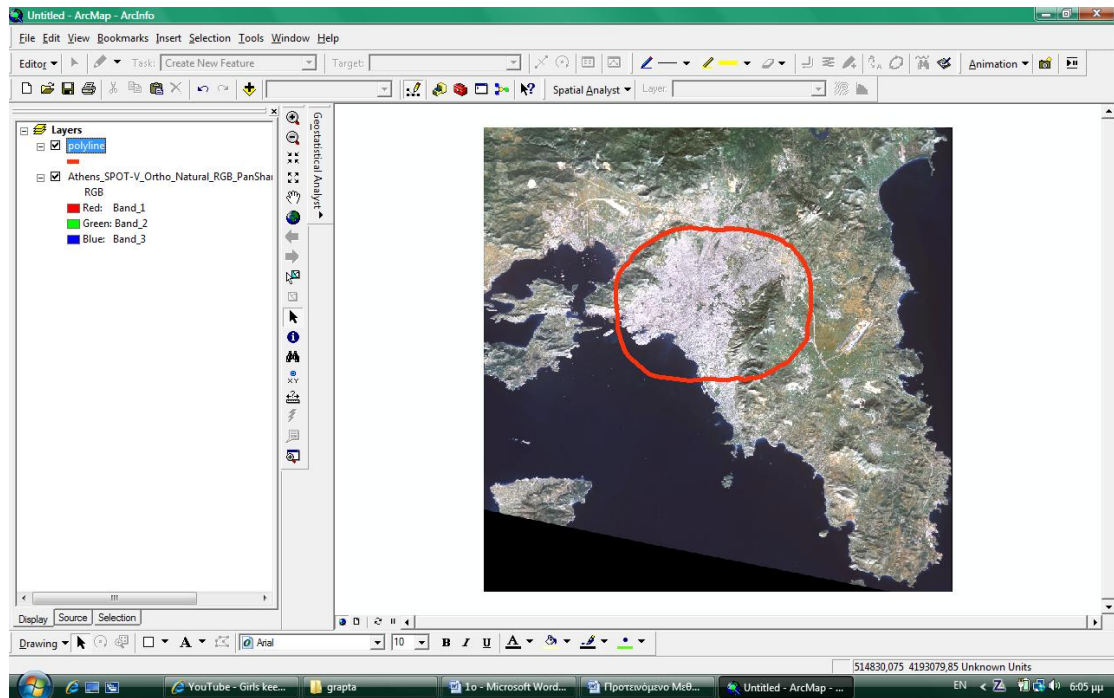 Untitled - ArcMap - ArcInfo
File Edit View Bookmarks Insert Selection Tools Window Help
Editor Task: Create New Feature Target: Animation
Spatial Analyst Layer:
Layers
polyline
Athens_SPOT-V_Ortho_Natural_RGB_PanShar
RGB
Red: Band_1
Green: Band_2
Blue: Band_3
Geostatistical Analyst
XY
Display Source Selection
Drawing A Arial 10 B I U A
514830,075 4193079,85 Unknown Units
YouTube - Girls kee... grapta 1o - Microsoft Word... Προτεινόμενο Μεθ... Untitled - ArcMap - ... EN 6:05 μμ